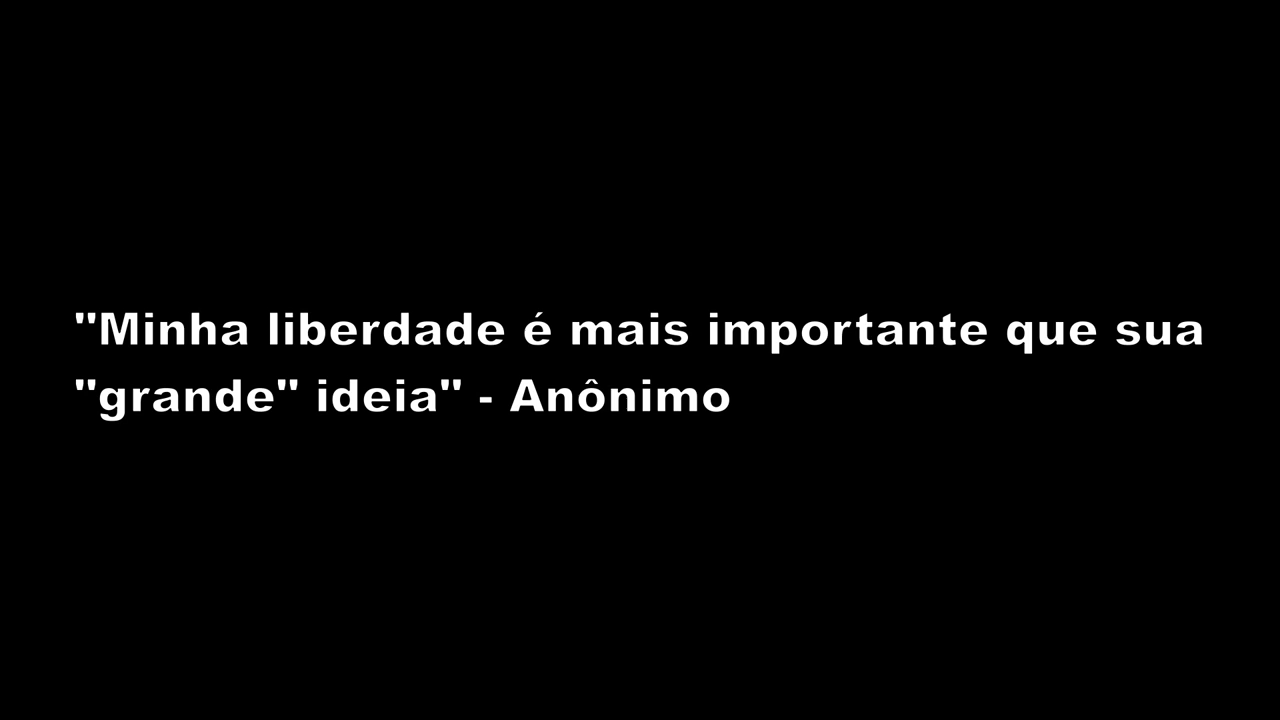 "Minha liberdade é mais importante que sua
"grande" ideia" - Anônimo